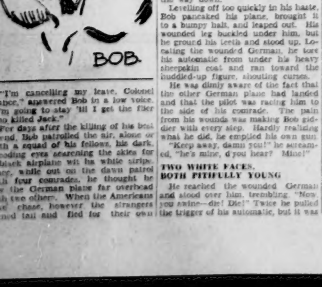 BOB.
"I'm cancelling my leave, Colonel
answered Bob in a low voice.
going to stay 'til I get the flier
killed Jack."
days after the killing of his best
Bob patrolled the air, alone or
a squad of his fellows, his dark,
eyes searching the skies for
black airplane with white stripe.
while out on the dawn patrol
four comrades, he thought he
the German plane far overhead
two others. When the Americans
chase, however the strangers
tail and fled for their own
Levelling off too quickly in his haste,
Bob pancaked his plane, brought it
to a bumpy halt, and leaped out. His
wounded leg buckled under him, but
he ground his teeth and stood up. Lo-
cating the wounded German, he tore
his automatic from under his heavy
sheepskin coat and ran toward the
huddled-up figure, shouting curses.
He was dimly aware of the fact that
the other German plane had landed
and that the pilot was racing him to
the side of his comrade. The pain
from his wounds was making Bob gid-
dier with every step. Hardly realizing
what he did, he emptied his own gun.
"Keep away, damn you!" he scream-
ed, "he's mine, d'you hear? Mine!"
TWO WHITE FACES,
BOTH PITIFULLY YOUNG
He reached the wounded German
and stood over him, trembling. "Now,
you swine—die! Die!" Twice he pulled
the trigger of his automatic, but it was